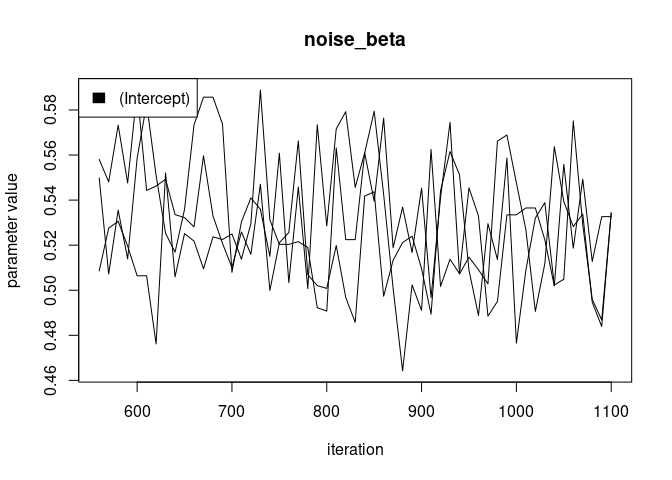 noise_beta
(Intercept)
parameter value
0.46 0.48 0.50 0.52 0.54 0.56 0.58
600 700 800 900 1000 1100
iteration